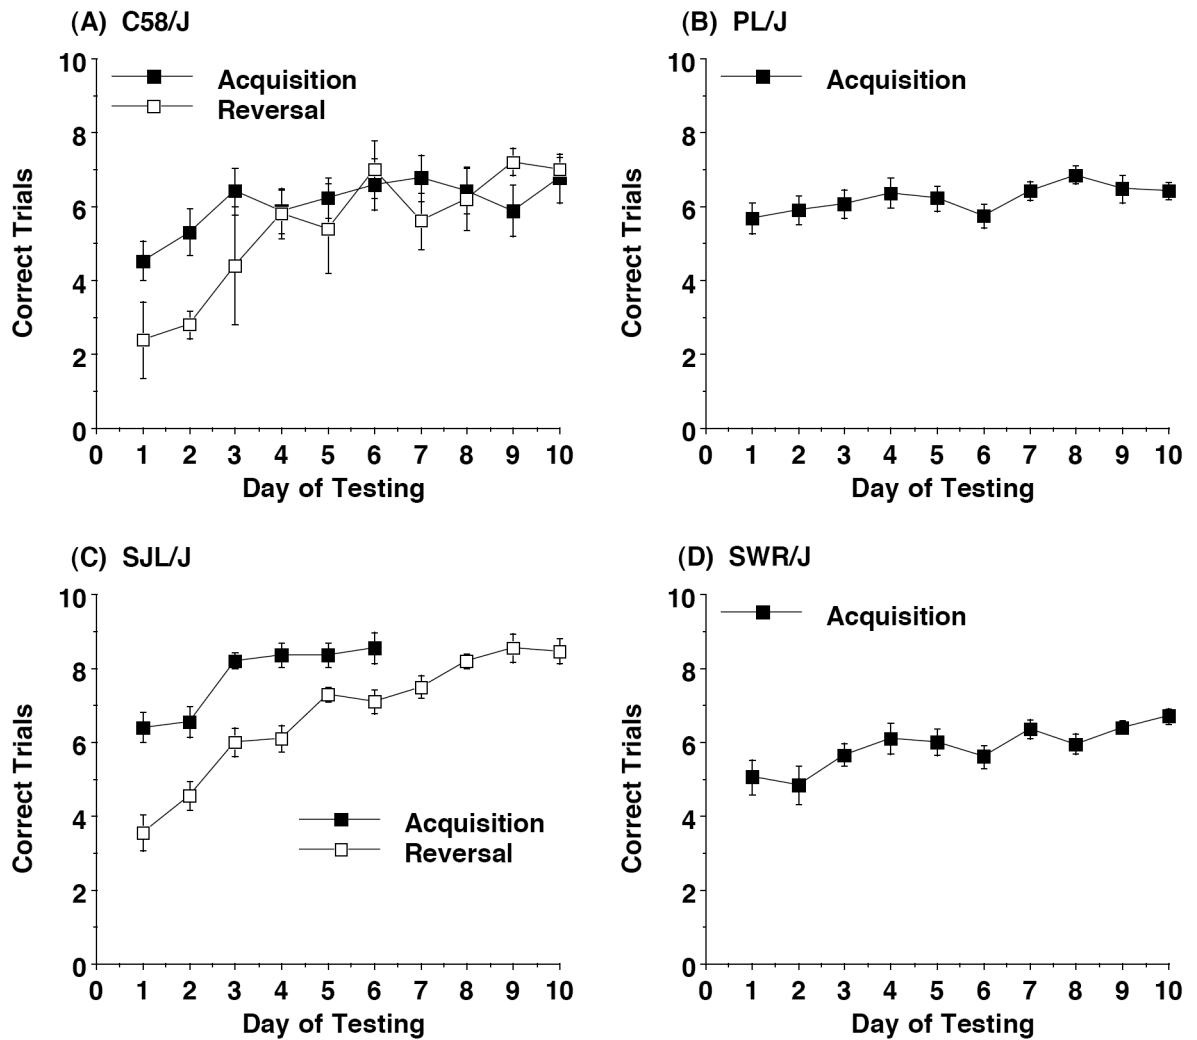 (A) C58/J
10
8
6
4
2
0
Correct Trials
Acquisition
Reversal
0 1 2 3 4 5 6 7 8 9 10
Day of Testing
(B) PL/J
10
8
6
4
2
0
Correct Trials
Acquisition
0 1 2 3 4 5 6 7 8 9 10
Day of Testing
(C) SJL/J
10
8
6
4
2
0
Correct Trials
Acquisition
Reversal
0 1 2 3 4 5 6 7 8 9 10
Day of Testing
(D) SWR/J
10
8
6
4
2
0
Correct Trials
Acquisition
0 1 2 3 4 5 6 7 8 9 10
Day of Testing